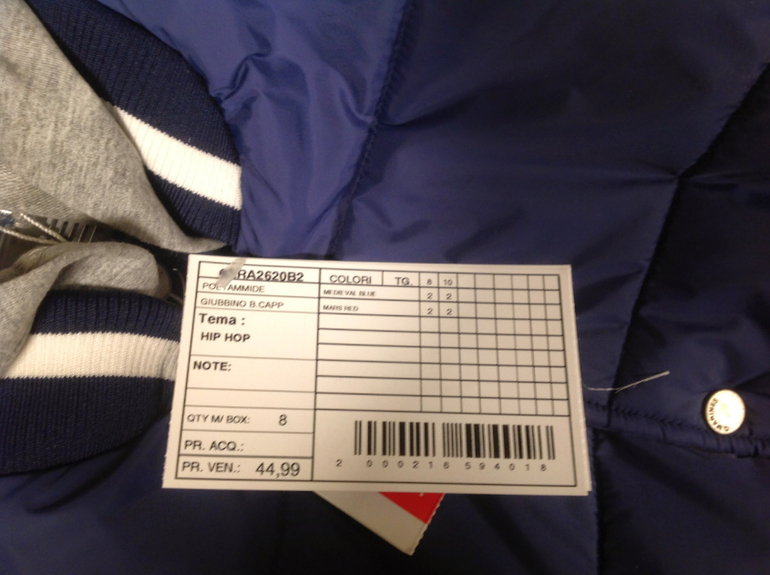 RA2620B2 COLORI TG. 8 10
POLYAMMIDE MEDIEVAL BLUE 2 2
GIUBBINO B.CAPP MARS RED 2 2
Tema :
HIP HOP
NOTE:
QTY M/ BOX: 8
PR. ACQ.:
PR. VEN.: 44,99
2 000216 594018